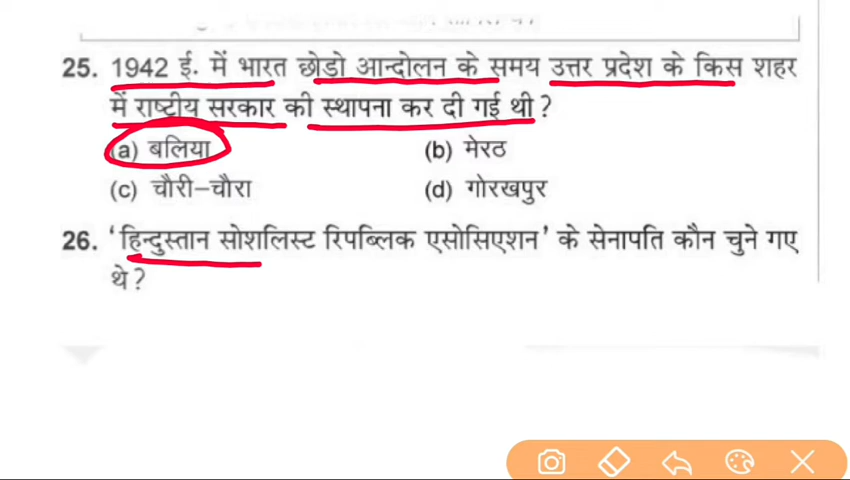 25. 1942 ई. में भारत छोडो आन्दोलन के समय उत्तर प्रदेश के किस शहर
में राष्टीय सरकार की स्थापना कर दी गई थी?
(a) बलिया (b) मेरठ
(c) चौरी-चौरा (d) गोरखपुर
26. 'हिन्दुस्तान सोशलिस्ट रिपब्लिक एसोसिएशन' के सेनापति कौन चुने गए
थे?